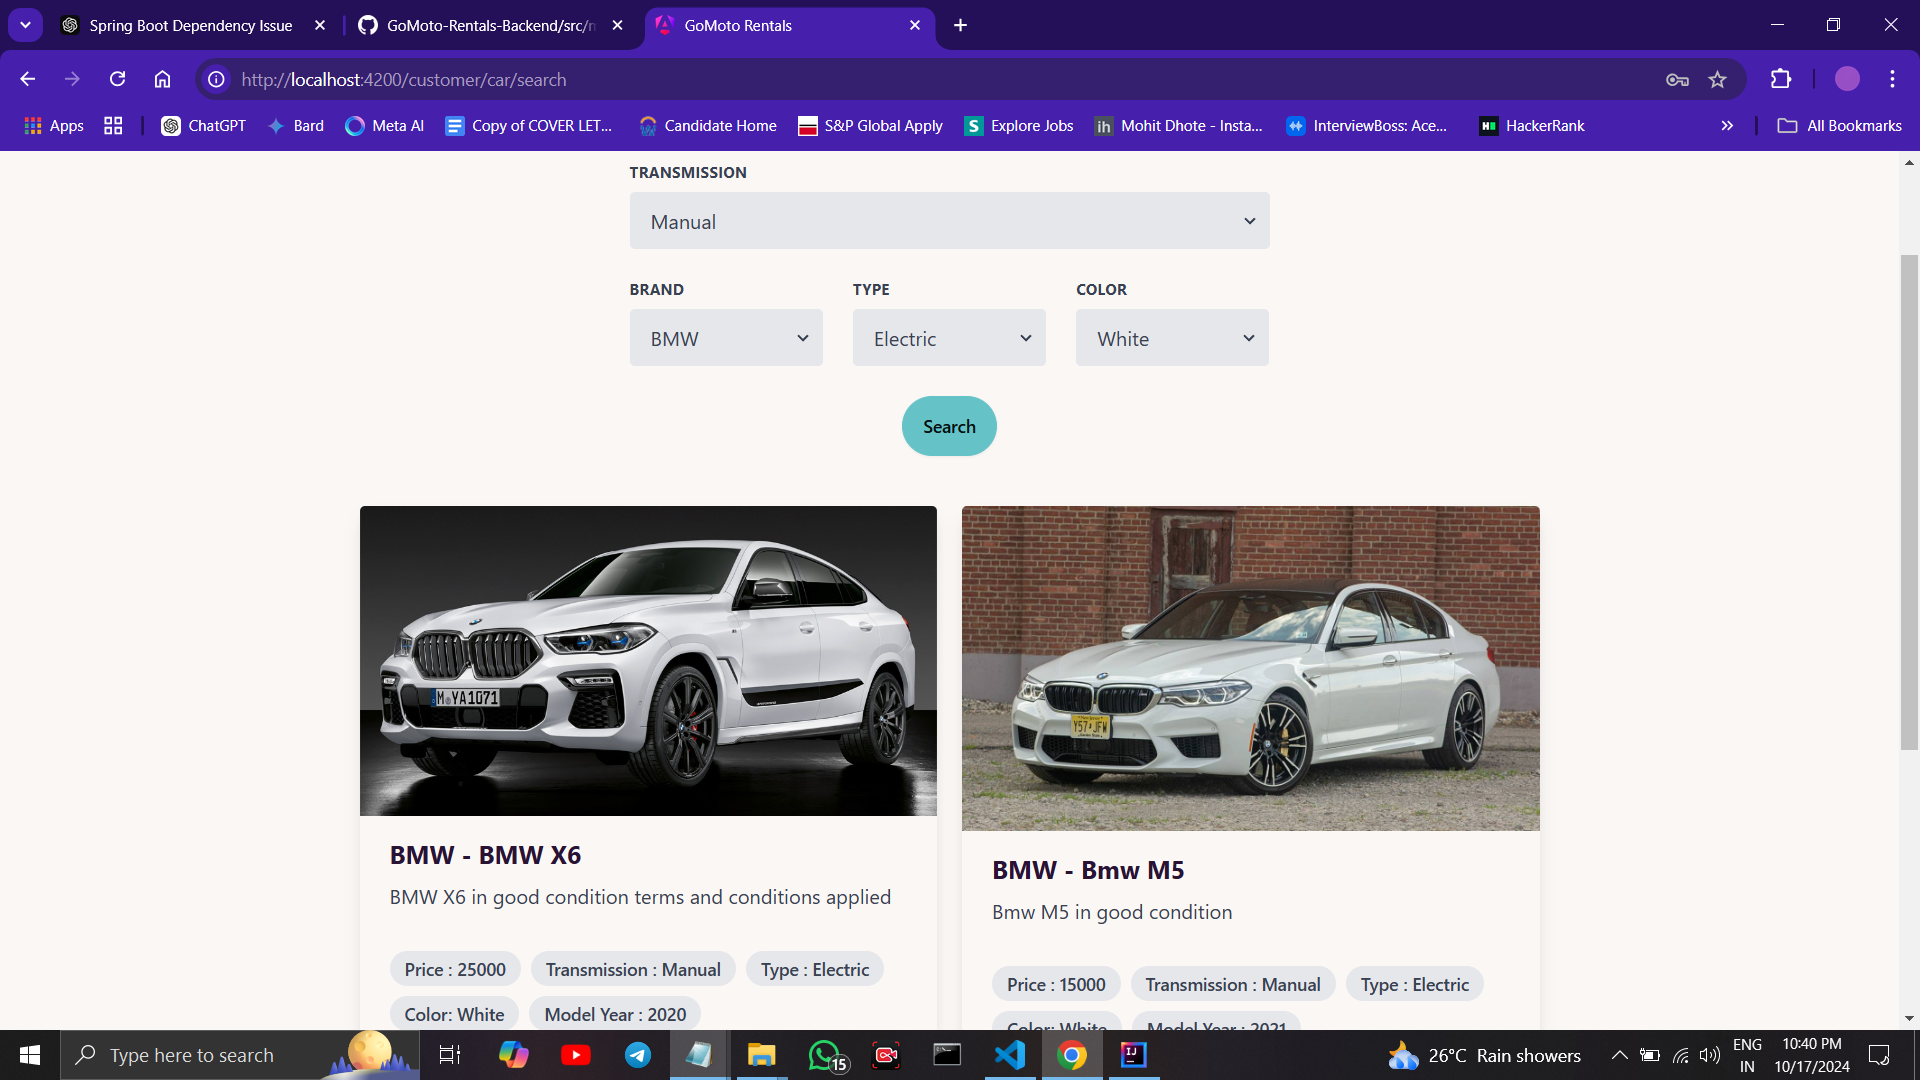 Spring Boot Dependency Issue
GoMoto-Rentals-Backend/src/n
GoMoto Rentals
http://localhost:4200/customer/car/search
Apps
ChatGPT
Bard
Meta AI
Copy of COVER LET...
Candidate Home
S&P Global Apply
Explore Jobs
ih
Mohit Dhote - Insta...
InterviewBoss: Ace...
HackerRank
All Bookmarks
TRANSMISSION
Manual
BRAND
TYPE
COLOR
BMW
Electric
White
Search
M YA1071
Y57 JFW
BMW - BMW X6
BMW X6 in good condition terms and conditions applied
Price : 25000
Transmission : Manual
Type : Electric
Color: White
Model Year : 2020
BMW - Bmw M5
Bmw M5 in good condition
Price : 15000
Transmission : Manual
Type : Electric
Color: White
Model Year : 2021
Type here to search
15
26°C Rain showers
ENG
IN
10:40 PM
10/17/2024